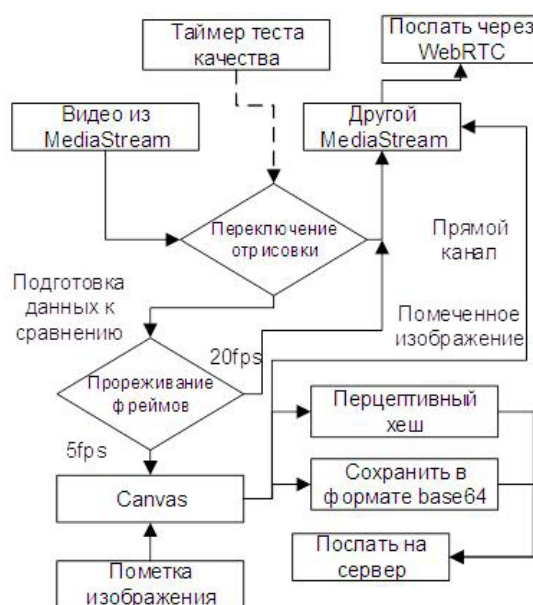 Таймер теста
качества
Послать через
WebRTC
Видео из
MediaStream
Другой
MediaStream
Переключение
отрисовки
Прямой
канал
Подготовка
данных к
сравнению
Помеченное
изображение
20fps
Прореживание
фреймов
5fps
Перцептивный
хеш
Canvas
Сохранить в
формате base64
Послать на
сервер
Пометка
изображения